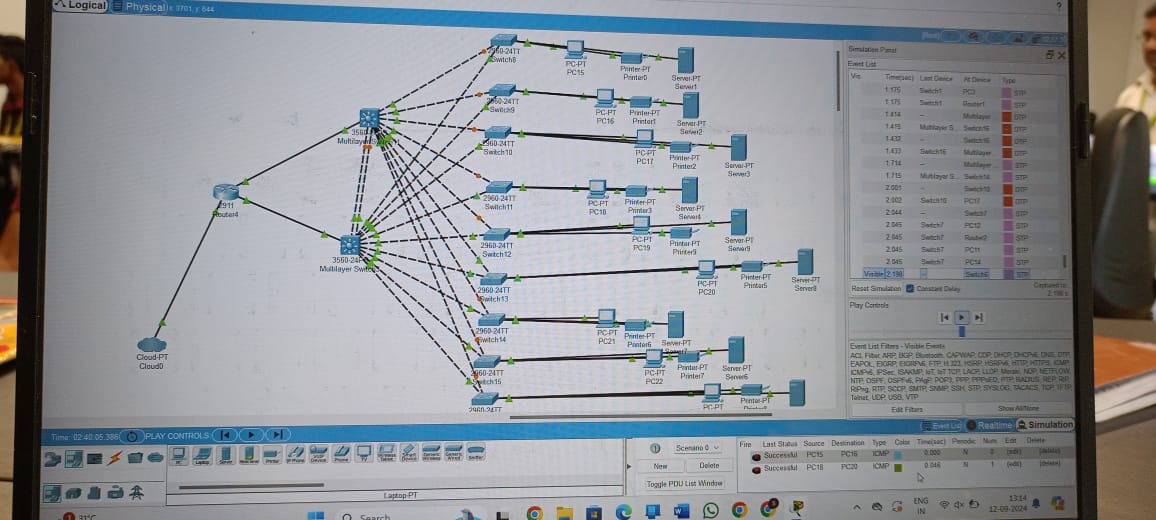 Logical
Physical x: 3701, y: 644
?
[Root]
2960-24TT
Switch8
PC-PT
PC15
Printer-PT
Printer0
Server-PT
Server1
2960-24TT
Switch9
PC-PT
PC16
Printer-PT
Printer1
Server-PT
Server2
Multilayer
2960-24TT
Switch10
PC-PT
PC17
Printer-PT
Printer2
Server-PT
Server3
2911
Router4
2960-24TT
Switch11
PC-PT
PC18
Printer-PT
Printer3
Server-PT
Server4
2960-24TT
Switch12
PC-PT
PC19
Printer-PT
Server-PT
Server9
3560-24
Multilayer Switch
2960-24TT
Switch13
PC-PT
PC20
Printer-PT
Printer5
Server-PT
Server8
2960-24TT
Switch14
PC-PT
PC21
Printer-PT
Printer6
Server-PT
2960-24TT
Switch15
PC-PT
PC22
Printer-PT
Printer7
Server-PT
Server6
2960-24TT
PC-PT
Printer-PT
Cloud-PT
Cloud0
Simulation Panel
Event List
Vis. Time(sec) Last Device At Device Type
1.175 Switch1 PC3 STP
1.175 Switch1 Router1 STP
1.414 -- Multilayer DTP
1.415 Multilayer S... Switch16 DTP
1.432 Switch16 DTP
1.433 Switch16 Multilayer DTP
1.714 -- Multilayer STP
1.715 Multilayer S... Switch14 STP
2.001 Switch10 DTP
2.002 Switch10 PC17 DTP
2.044 -- Switch7 STP
2.045 Switch7 PC12 STP
2.045 Switch7 Router2 STP
2.045 Switch7 PC11 STP
2.045 Switch7 PC14 STP
Visible 2.198 -- Switch6 STP
Reset Simulation Constant Delay Captured to:
2.198 s
Play Controls
Event List Filters - Visible Events
ACL Filter, ARP, BGP, Bluetooth, CAPWAP, CDP, DHCP, DHCPv6, DNS, DTP,
EAPOL, EIGRP, EIGRPv6, FTP, H.323, HSRP, HSRPv6, HTTP, HTTPS, ICMP,
ICMPv6, IPSec, ISAKMP, IoT, IoT TCP, LACP, LLDP, Meraki, NDP, NETFLOW,
NTP, OSPF, OSPFv6, PAgP, POP3, PPP, PPPoED, PTP, RADIUS, REP, RIP,
RIPng, RTP, SCCP, SMTP, SNMP, SSH, STP, SYSLOG, TACACS, TCP, TFTP,
Telnet, UDP, USB, VTP
Edit Filters Show All/None
Time: 02:40:05.386 PLAY CONTROLS
Event List Realtime Simulation
Scenario 0
New Delete
Toggle PDU List Window
Fire Last Status Source Destination Type Color Time(sec) Periodic Num Edit Delete
Successful PC15 PC16 ICMP 0.000 N 0 (edit) (delete)
Successful PC18 PC20 ICMP 0.046 N 1 (edit) (delete)
Laptop-PT
31°C
Search
ENG
IN
13:14
12-09-2024